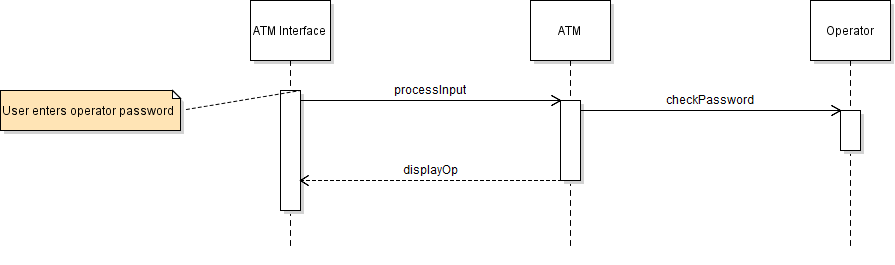 ATM Interface
ATM
Operator
User enters operator password
processInput
checkPassword
displayOp